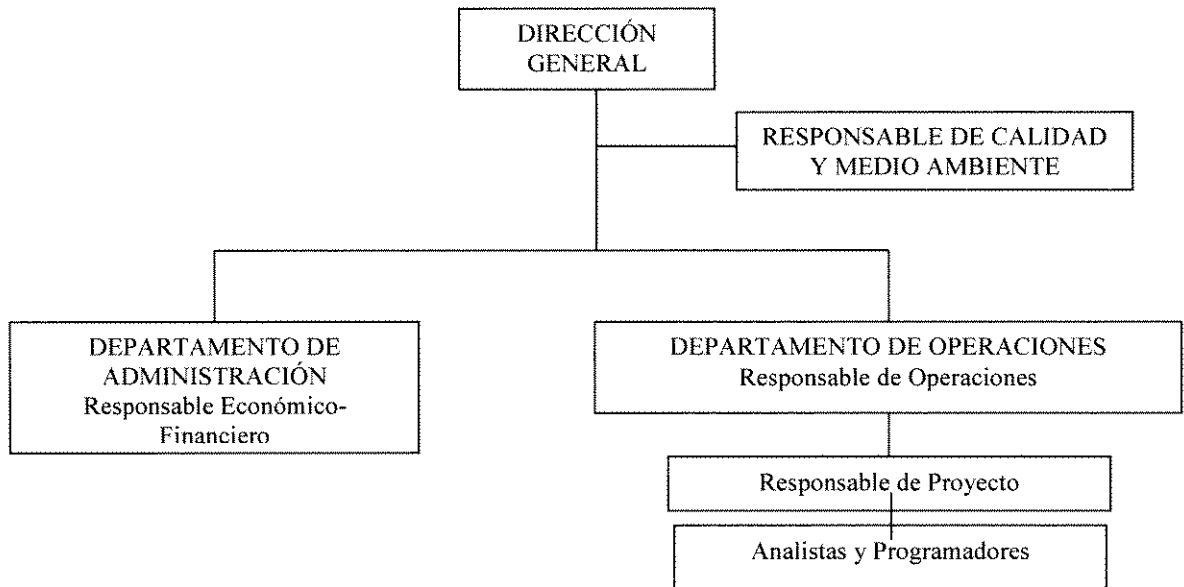 DIRECCIÓN
GENERAL
RESPONSABLE DE CALIDAD
Y MEDIO AMBIENTE
DEPARTAMENTO DE
ADMINISTRACIÓN
Responsable Económico-
Financiero
DEPARTAMENTO DE OPERACIONES
Responsable de Operaciones
Responsable de Proyecto
Analistas y Programadores